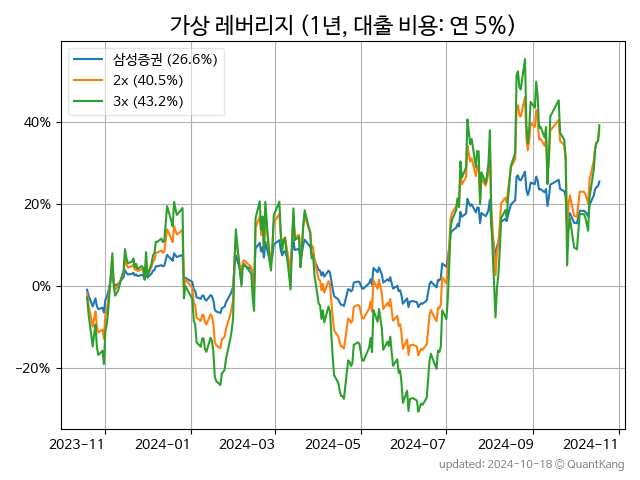 가상 레버리지 (1년, 대출 비용: 연 5%)
삼성증권 (26.6%)
2x (40.5%)
3x (43.2%)
40%
20%
0%
−20%
2023-11 2024-01 2024-03 2024-05 2024-07 2024-09 2024-11
updated: 2024-10-18 © QuantKang